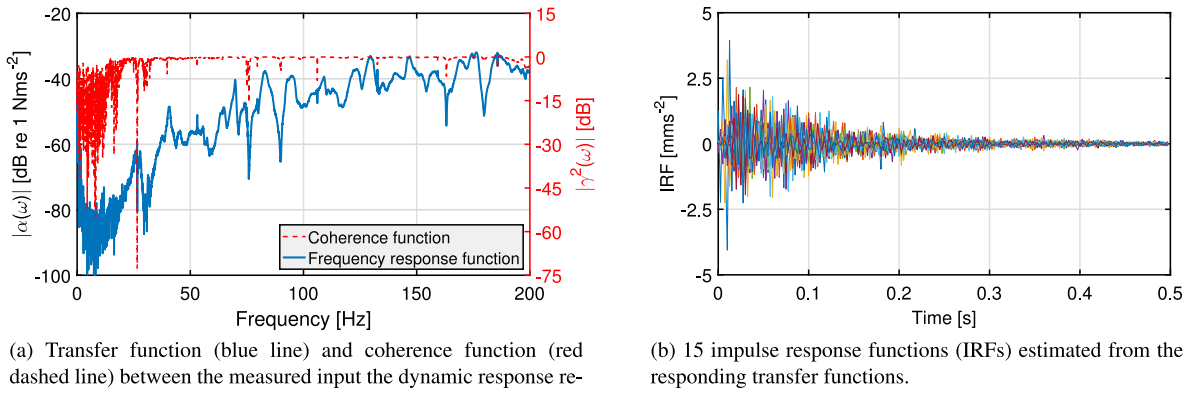 -20
-40
-60
-80
-100
|α(ω)| [dB re 1 Nms⁻²]
15
0
-15
-30
-45
-60
-75
|γ²(ω)| [dB]
Coherence function
Frequency response function
0 50 100 150 200
Frequency [Hz]
5
2.5
0
-2.5
-5
IRF [mms⁻²]
0 0.1 0.2 0.3 0.4 0.5
Time [s]
(a) Transfer function (blue line) and coherence function (red
dashed line) between the measured input the dynamic response re-
(b) 15 impulse response functions (IRFs) estimated from the
responding transfer functions.